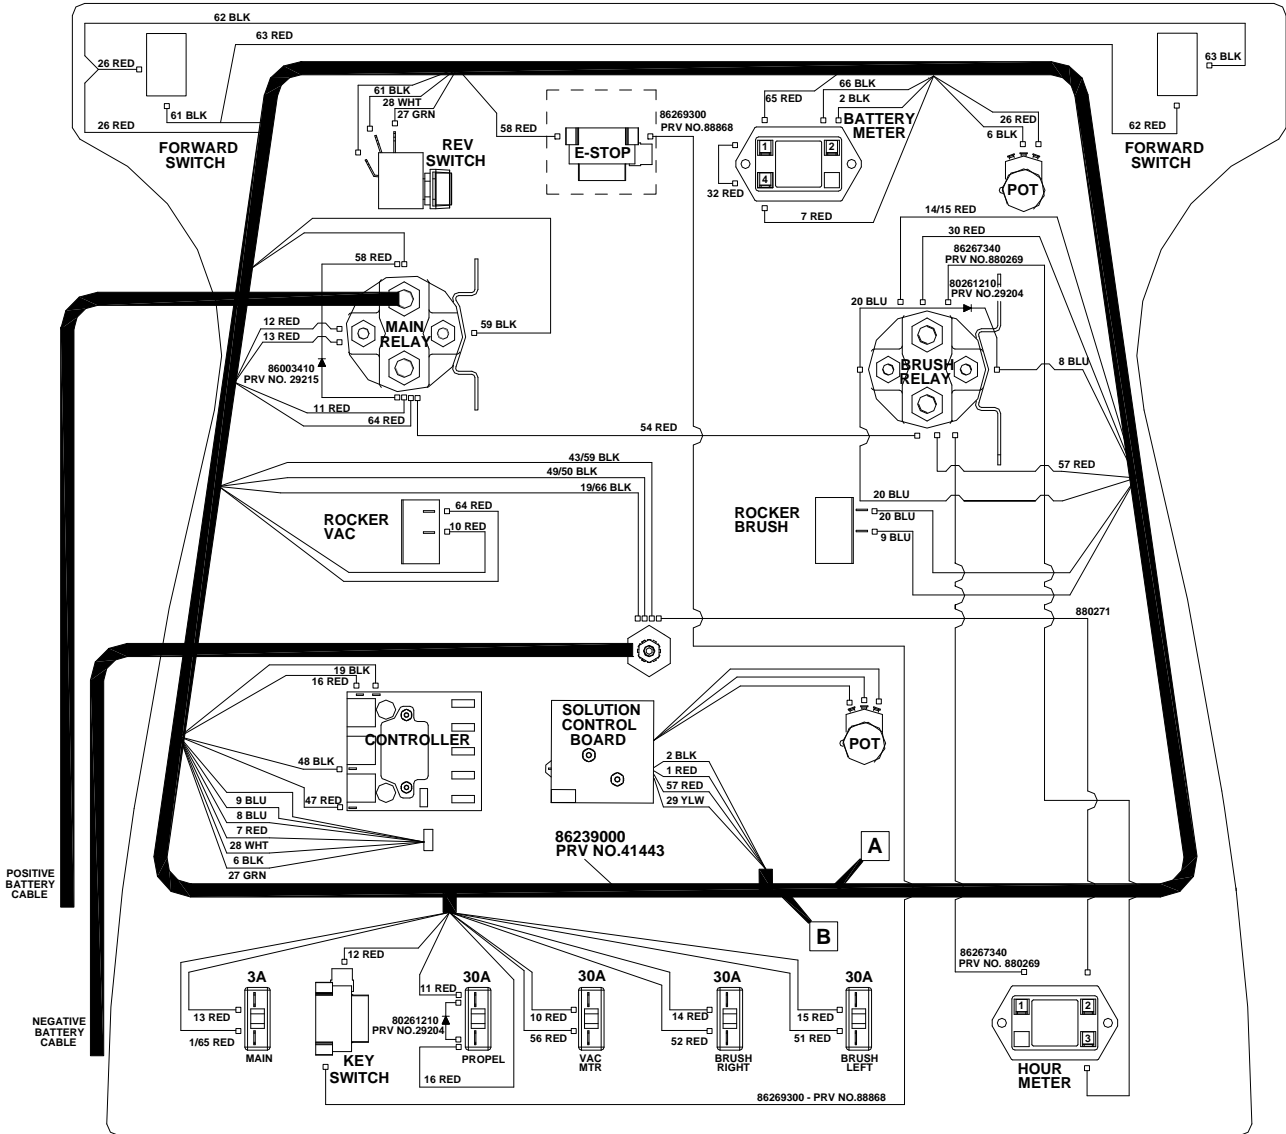 62 BLK
63 RED
26 RED
63 BLK
61 BLK
26 RED
FORWARD
SWITCH
61 BLK
28 WHT
27 GRN
REV
SWITCH
58 RED
E-STOP
86269300
PRV NO.88868
65 RED
66 BLK
2 BLK
BATTERY
METER
1
2
4
32 RED
7 RED
26 RED
6 BLK
POT
62 RED
FORWARD
SWITCH
14/15 RED
30 RED
86267340
PRV NO.880269
80261210
PRV NO.29204
20 BLU
BRUSH
RELAY
8 BLU
58 RED
12 RED
13 RED
MAIN
RELAY
59 BLK
86003410
PRV NO. 29215
11 RED
64 RED
54 RED
57 RED
43/59 BLK
49/50 BLK
19/66 BLK
ROCKER
VAC
64 RED
10 RED
20 BLU
ROCKER
BRUSH
20 BLU
9 BLU
880271
19 BLK
16 RED
CONTROLLER
48 BLK
47 RED
9 BLU
8 BLU
7 RED
28 WHT
6 BLK
27 GRN
SOLUTION
CONTROL
BOARD
POT
2 BLK
1 RED
57 RED
29 YLW
86239000
PRV NO.41443
A
B
POSITIVE
BATTERY
CABLE
NEGATIVE
BATTERY
CABLE
3A
13 RED
1/65 RED
MAIN
12 RED
KEY
SWITCH
30A
11 RED
80261210
PRV NO.29204
PROPEL
16 RED
30A
10 RED
56 RED
VAC
MTR
30A
14 RED
52 RED
BRUSH
RIGHT
30A
15 RED
51 RED
BRUSH
LEFT
86267340
PRV NO. 880269
1
2
3
HOUR
METER
86269300 - PRV NO.88868